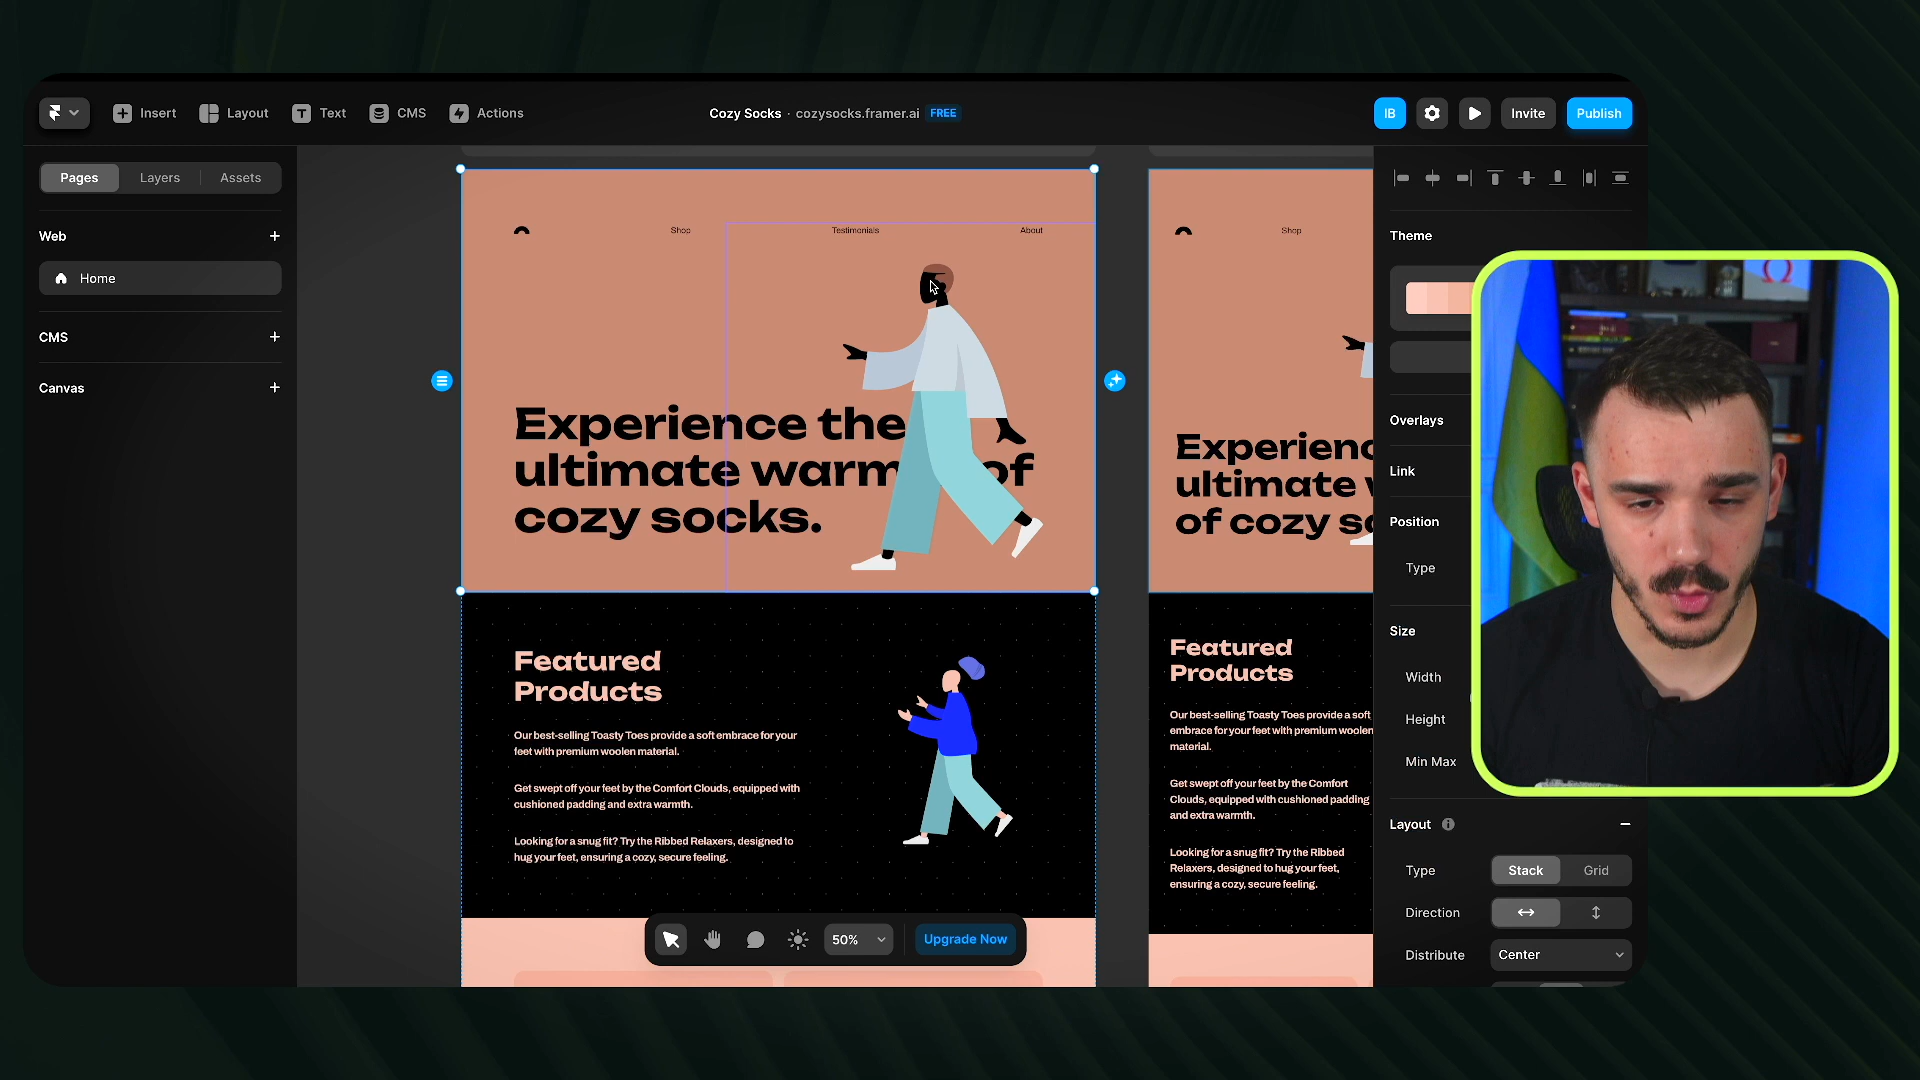 Insert
Layout
Text
CMS
Actions
Cozy Socks · cozysocks.framer.ai FREE
IB
Invite
Publish
Pages
Layers
Assets
Web
Home
CMS
Canvas
Shop
Testimonials
About
Experience the
ultimate warm of
cozy socks.
Featured
Products
Our best-selling Toasty Toes provide a soft embrace for your
feet with premium woolen material.
Get swept off your feet by the Comfort Clouds, equipped with
cushioned padding and extra warmth.
Looking for a snug fit? Try the Ribbed Relaxers, designed to
hug your feet, ensuring a cozy, secure feeling.
50%
Upgrade Now
Shop
Experienc
ultimate
of cozy so
Featured
Products
Our best-selling Toasty Toes provide a soft
embrace for your feet with premium woolen
material.
Get swept off your feet by the Comfort
Clouds, equipped with cushioned padding
and extra warmth.
Looking for a snug fit? Try the Ribbed
Relaxers, designed to hug your feet,
ensuring a cozy, secure feeling.
Theme
Overlays
Link
Position
Type
Size
Width
Height
Min Max
Layout
Type
Stack
Grid
Direction
Distribute
Center